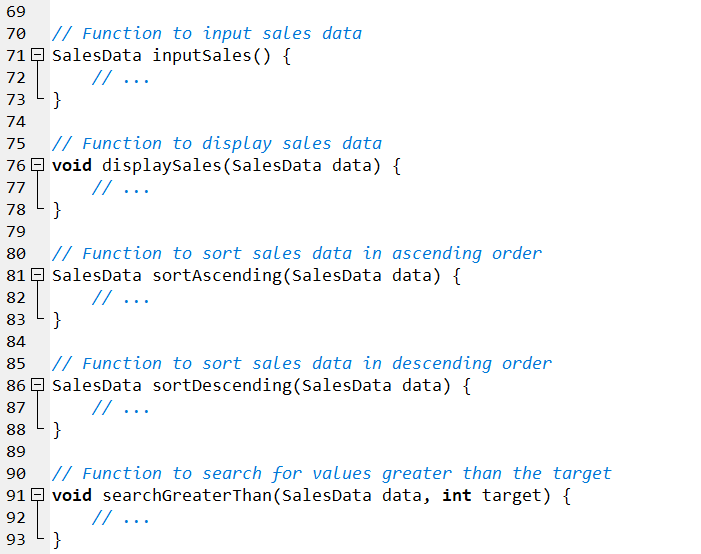 69
70 // Function to input sales data
71 SalesData inputSales() {
72 // ...
73 }
74
75 // Function to display sales data
76 void displaySales(SalesData data) {
77 // ...
78 }
79
80 // Function to sort sales data in ascending order
81 SalesData sortAscending(SalesData data) {
82 // ...
83 }
84
85 // Function to sort sales data in descending order
86 SalesData sortDescending(SalesData data) {
87 // ...
88 }
89
90 // Function to search for values greater than the target
91 void searchGreaterThan(SalesData data, int target) {
92 // ...
93 }